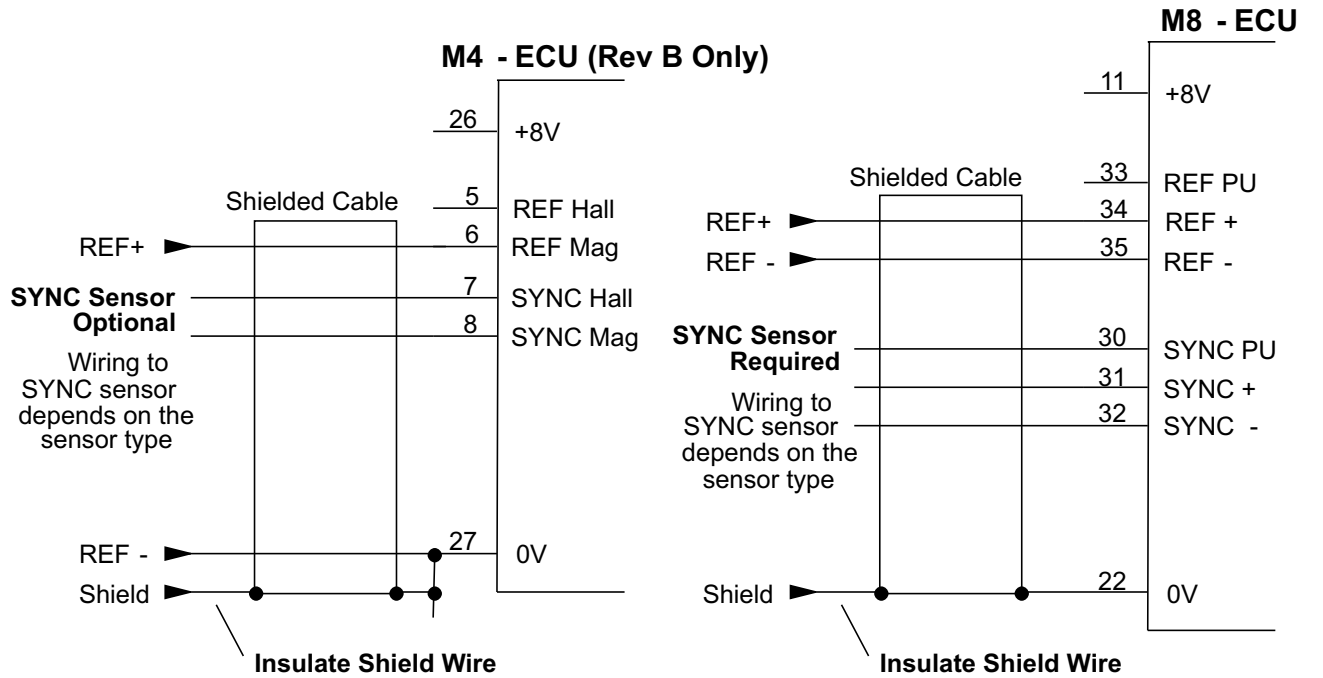 M4 - ECU (Rev B Only)
26
+8V
Shielded Cable
5
REF Hall
REF+
6
REF Mag
SYNC Sensor
Optional
7
SYNC Hall
8
SYNC Mag
Wiring to
SYNC sensor
depends on the
sensor type
REF -
27
0V
Shield
Insulate Shield Wire
M8 - ECU
11
+8V
Shielded Cable
33
REF PU
REF+
34
REF +
REF -
35
REF -
SYNC Sensor
Required
30
SYNC PU
31
SYNC +
32
SYNC -
Wiring to
SYNC sensor
depends on the
sensor type
Shield
22
0V
Insulate Shield Wire